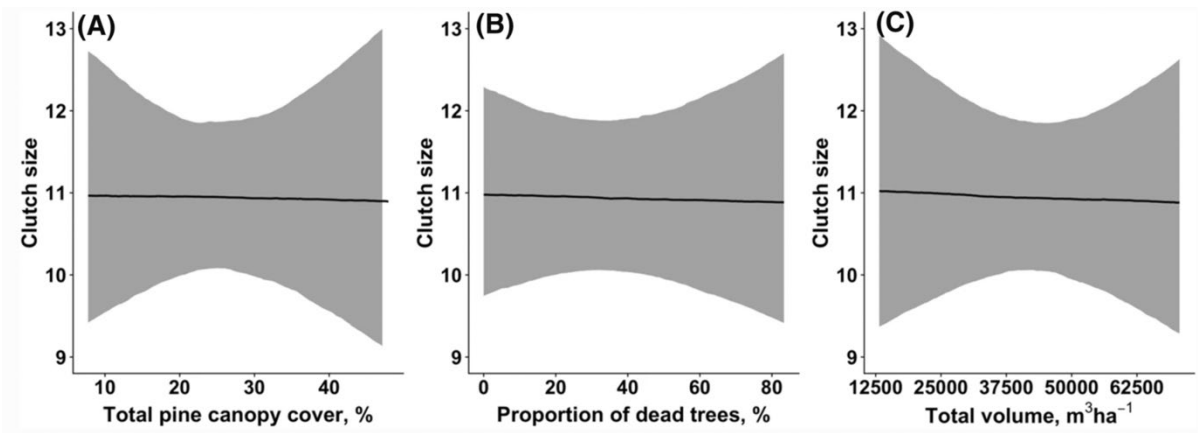 (A)
Clutch size
13
12
11
10
9
10 20 30 40
Total pine canopy cover, %
(B)
Clutch size
13
12
11
10
9
0 20 40 60 80
Proportion of dead trees, %
(C)
Clutch size
13
12
11
10
9
12500 25000 37500 50000 62500
Total volume, m³ha⁻¹